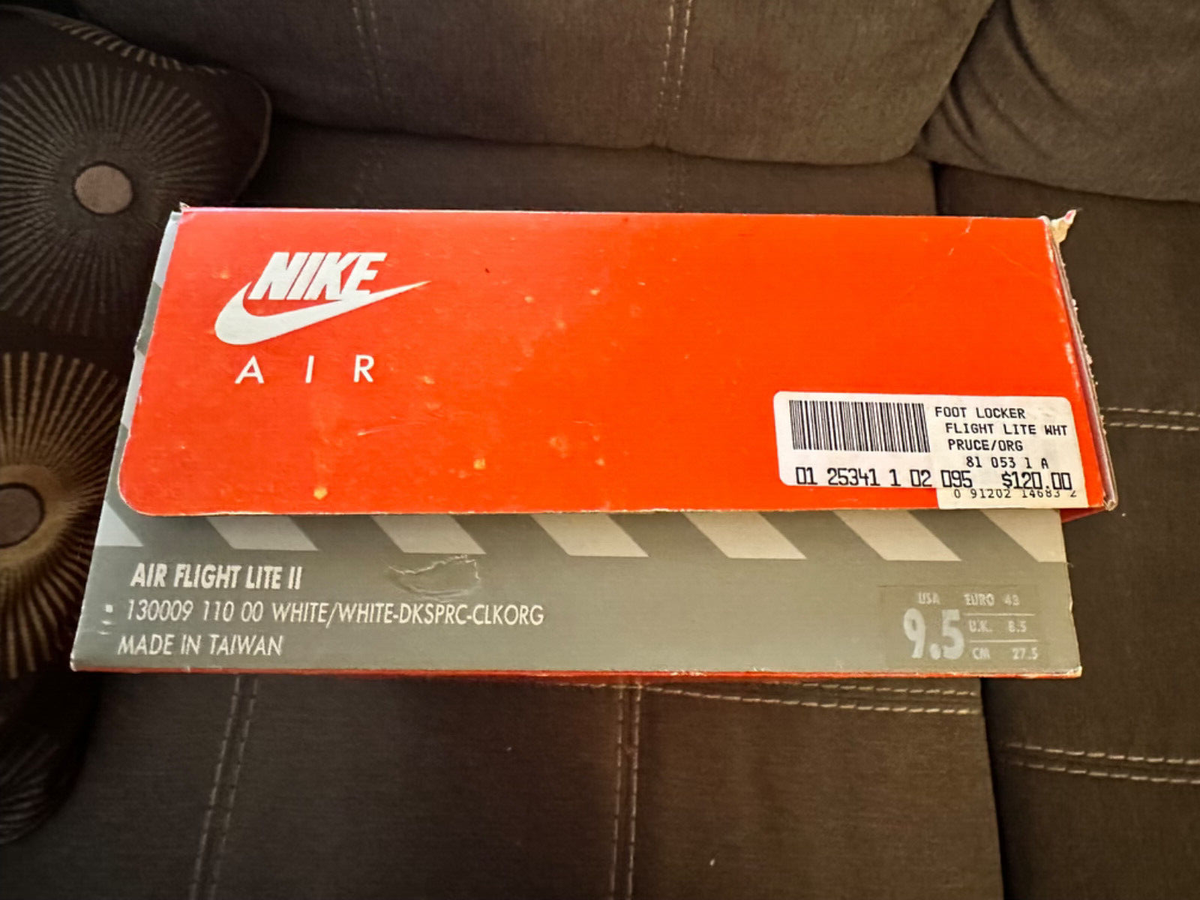 NIKE
AIR
FOOT LOCKER
FLIGHT LITE WHT
PRUCE/ORG
81 053 1 A
01 25341 1 02 095 $120.00
0 91202 14683 2
AIR FLIGHT LITE II
130009 110 00 WHITE/WHITE-DKSPRC-CLKORG
MADE IN TAIWAN
USA EURO 43
9.5 U.K. 8.5
CM 27.5